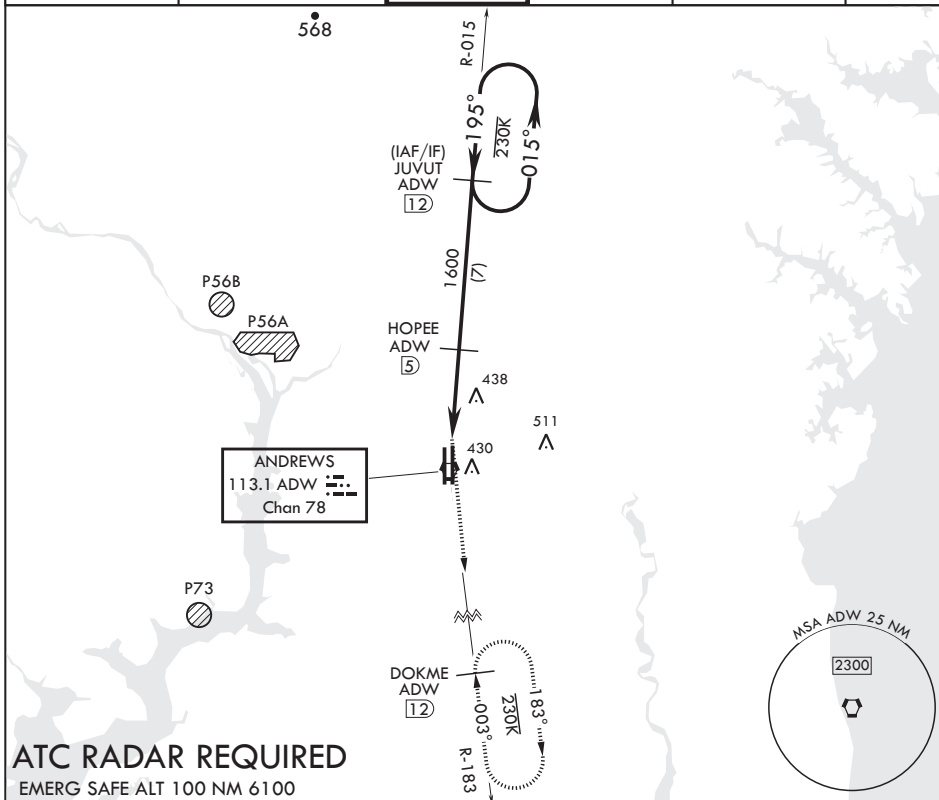 568
R-015
195°
230K
015°
(IAF/IF)
JUVUT
ADW
12
1600
(7)
P56B
P56A
HOPEE
ADW
5
438
511
430
ANDREWS
113.1 ADW
Chan 78
P73
MSA ADW 25 NM
2300
DOKME
ADW
12
003°
230K
183°
R-183
ATC RADAR REQUIRED
EMERG SAFE ALT 100 NM 6100